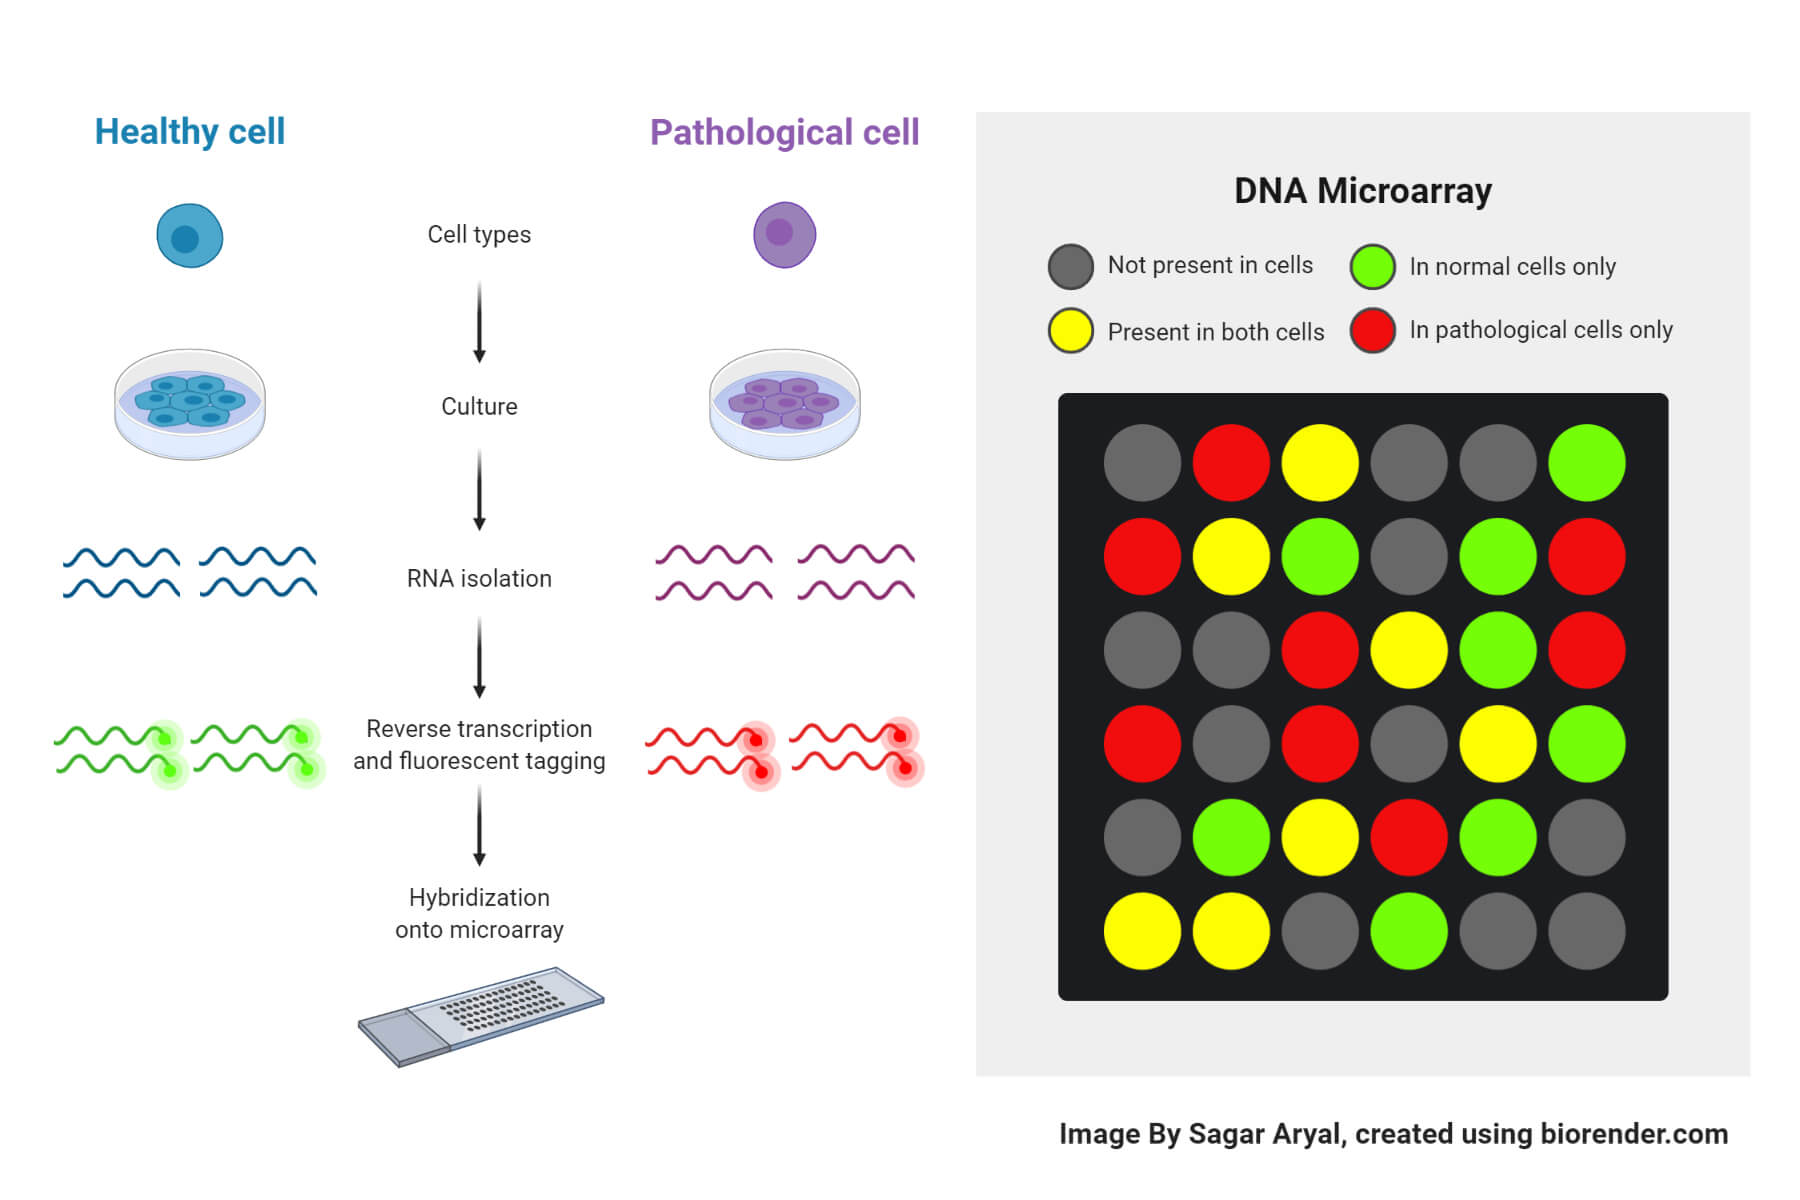 Healthy cell
Pathological cell
Cell types
Culture
RNA isolation
Reverse transcription
and fluorescent tagging
Hybridization
onto microarray
DNA Microarray
Not present in cells
In normal cells only
Present in both cells
In pathological cells only
Image By Sagar Aryal, created using biorender.com